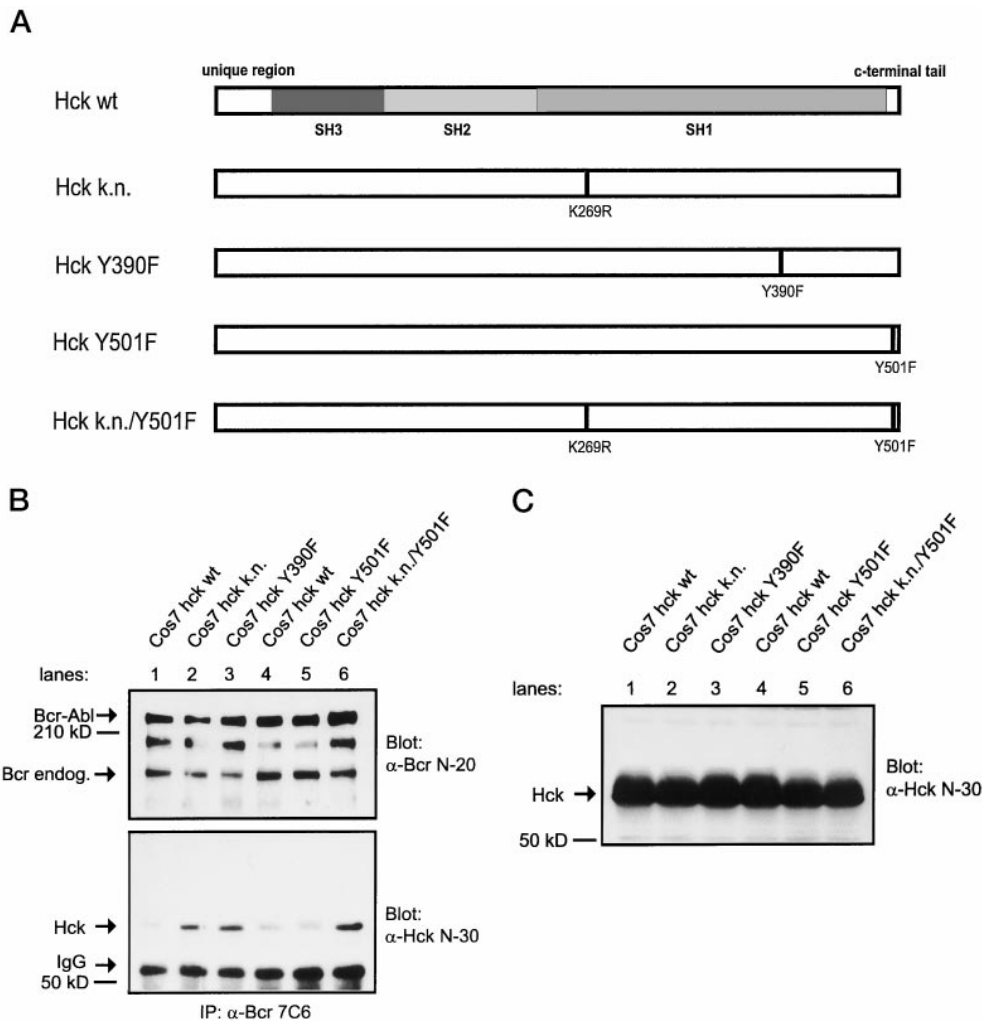 A
unique region
c-terminal tail
Hck wt
SH3 SH2 SH1
Hck k.n.
K269R
Hck Y390F
Y390F
Hck Y501F
Y501F
Hck k.n./Y501F
K269R Y501F
B
Cos7 hck wt
Cos7 hck k.n.
Cos7 hck Y390F
Cos7 hck wt
Cos7 hck Y501F
Cos7 hck k.n./Y501F
lanes: 1 2 3 4 5 6
Bcr-Abl
210 kD
Bcr endog.
Blot:
α-Bcr N-20
Hck
IgG
50 kD
Blot:
α-Hck N-30
IP: α-Bcr 7C6
C
Cos7 hck wt
Cos7 hck k.n.
Cos7 hck Y390F
Cos7 hck wt
Cos7 hck Y501F
Cos7 hck k.n./Y501F
lanes: 1 2 3 4 5 6
Hck
50 kD
Blot:
α-Hck N-30